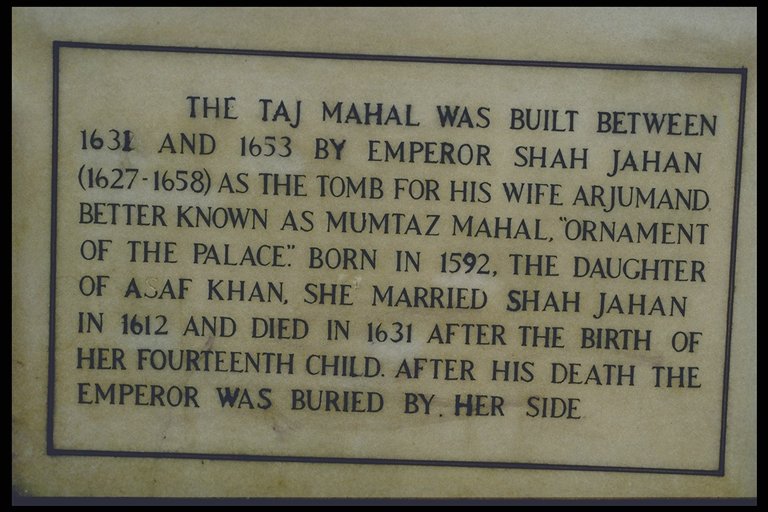 THE TAJ MAHAL WAS BUILT BETWEEN
1631 AND 1653 BY EMPEROR SHAH JAHAN
(1627-1658) AS THE TOMB FOR HIS WIFE ARJUMAND
BETTER KNOWN AS MUMTAZ MAHAL, "ORNAMENT
OF THE PALACE". BORN IN 1592, THE DAUGHTER
OF ASAF KHAN, SHE MARRIED SHAH JAHAN
IN 1612 AND DIED IN 1631 AFTER THE BIRTH OF
HER FOURTEENTH CHILD. AFTER HIS DEATH THE
EMPEROR WAS BURIED BY. HER SIDE